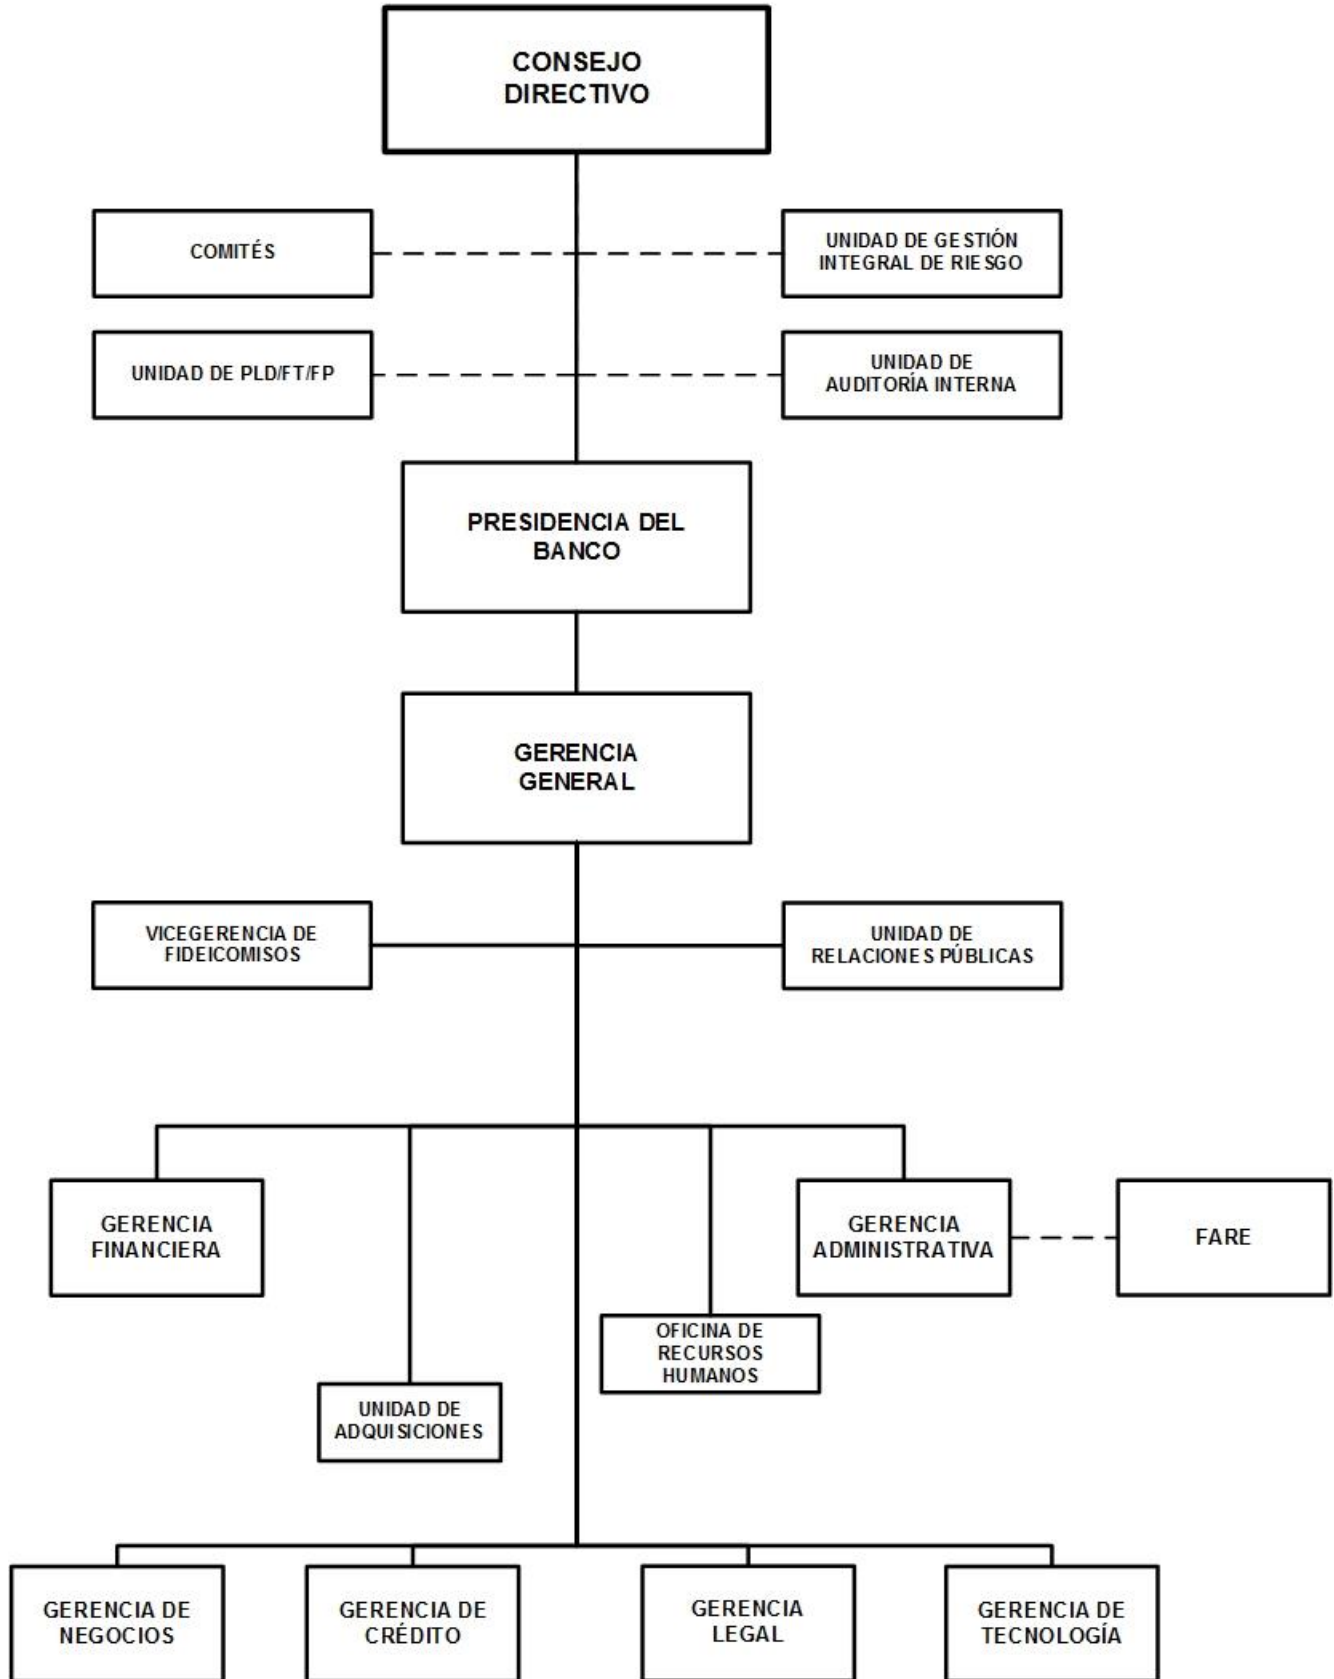 CONSEJO
DIRECTIVO
COMITÉS
UNIDAD DE GESTIÓN
INTEGRAL DE RIESGO
UNIDAD DE PLD/FT/FP
UNIDAD DE
AUDITORÍA INTERNA
PRESIDENCIA DEL
BANCO
GERENCIA
GENERAL
VICEGERENCIA DE
FIDEICOMISOS
UNIDAD DE
RELACIONES PÚBLICAS
GERENCIA
FINANCIERA
GERENCIA
ADMINISTRATIVA
FARE
OFICINA DE
RECURSOS
HUMANOS
UNIDAD DE
ADQUISICIONES
GERENCIA DE
NEGOCIOS
GERENCIA DE
CRÉDITO
GERENCIA
LEGAL
GERENCIA DE
TECNOLOGÍA